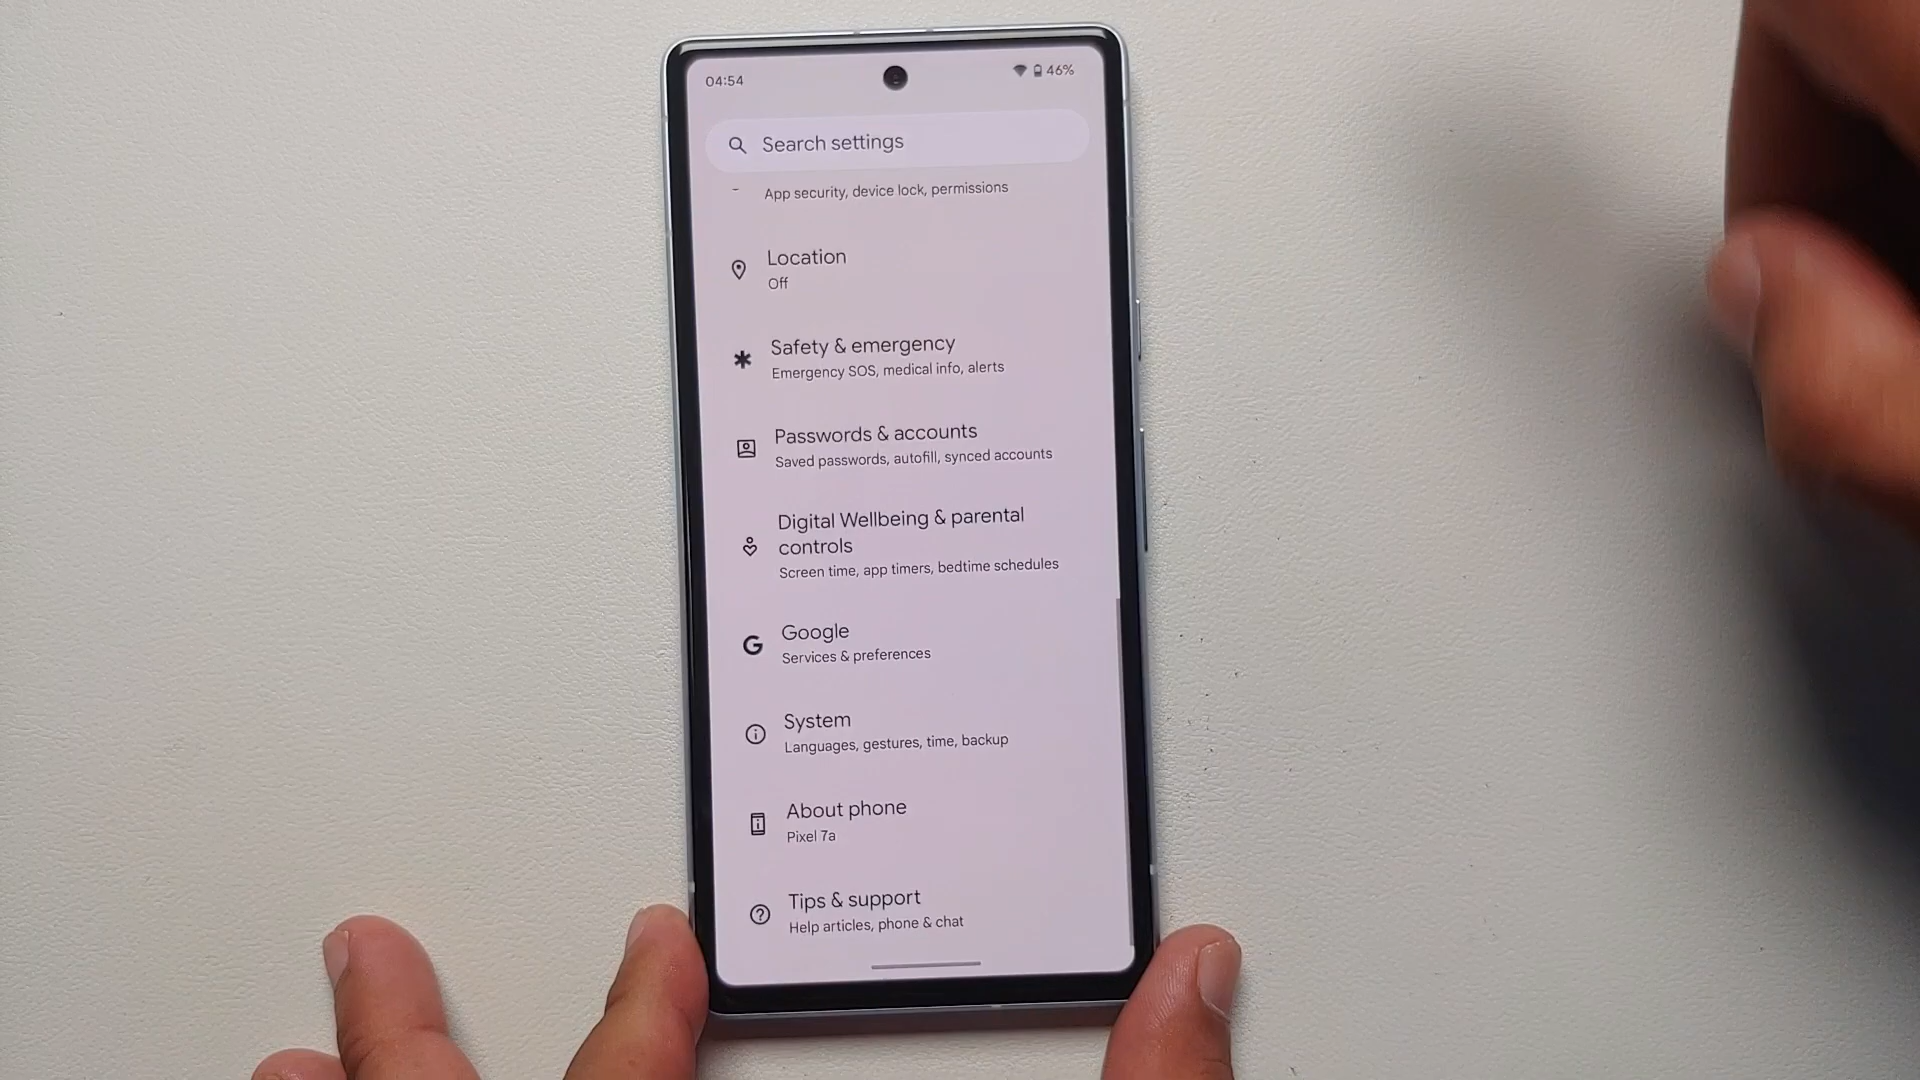 04:54
46%
Search settings
App security, device lock, permissions
Location
Off
Safety & emergency
Emergency SOS, medical info, alerts
Passwords & accounts
Saved passwords, autofill, synced accounts
Digital Wellbeing & parental
controls
Screen time, app timers, bedtime schedules
Google
Services & preferences
System
Languages, gestures, time, backup
About phone
Pixel 7a
Tips & support
Help articles, phone & chat